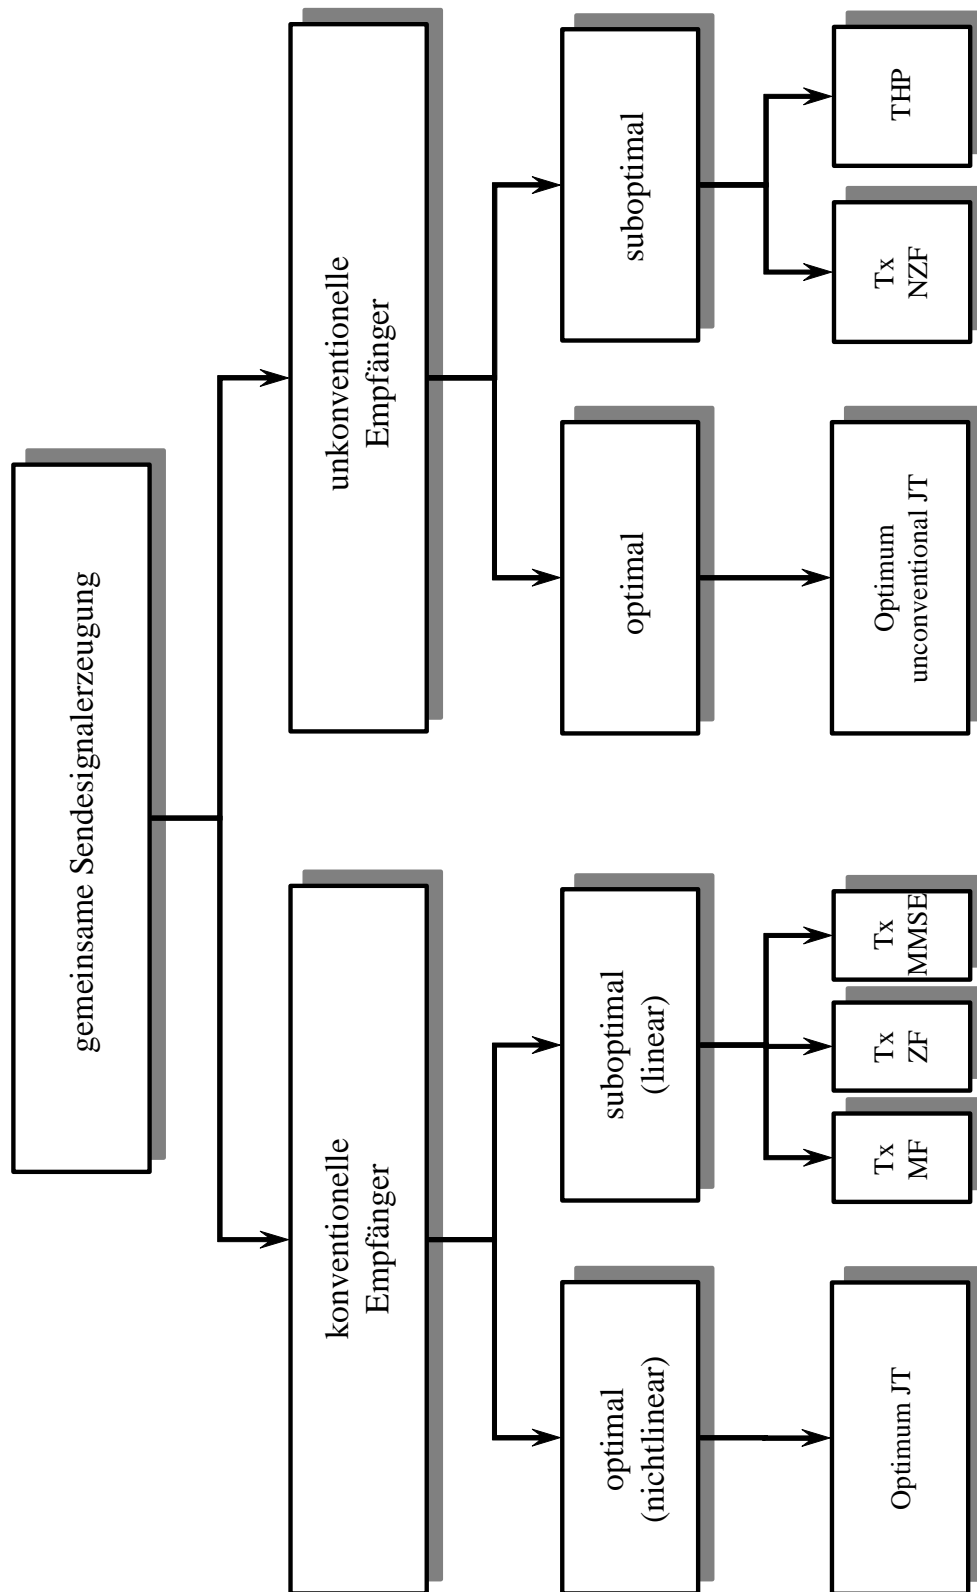 gemeinsame Sendesignalerzeugung
konventionelle
Empfänger
unkonventionelle
Empfänger
optimal
(nichtlinear)
suboptimal
(linear)
optimal
suboptimal
Optimum JT
Tx
MF
Tx
ZF
Tx
MMSE
Optimum
unconventional JT
Tx
NZF
THP